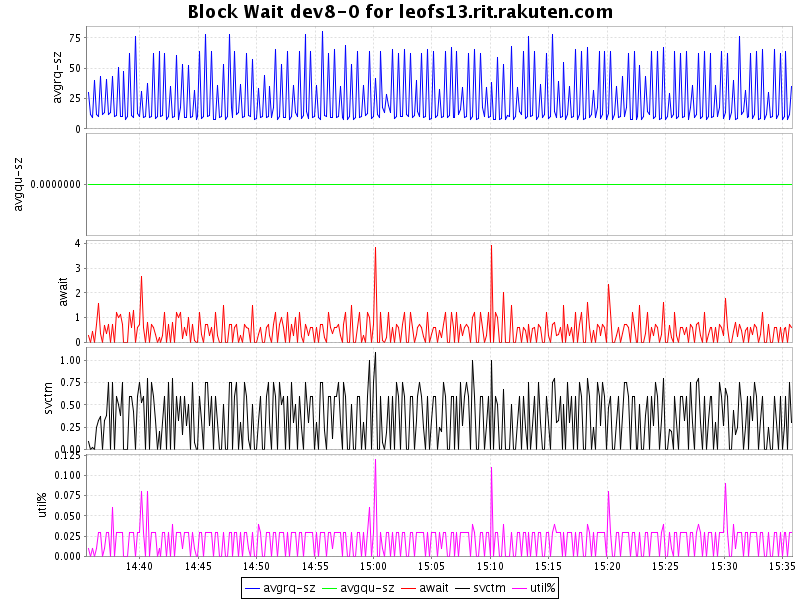 Block Wait dev8-0 for leofs13.rit.rakuten.com
avgrq-sz
75
50
25
0
avgqu-sz
0.0000000
await
4
3
2
1
0
svctm
1.00
0.75
0.50
0.25
0.00
util%
0.125
0.100
0.075
0.050
0.025
0.000
14:40 14:45 14:50 14:55 15:00 15:05 15:10 15:15 15:20 15:25 15:30 15:35
avgrq-sz avgqu-sz await svctm util%